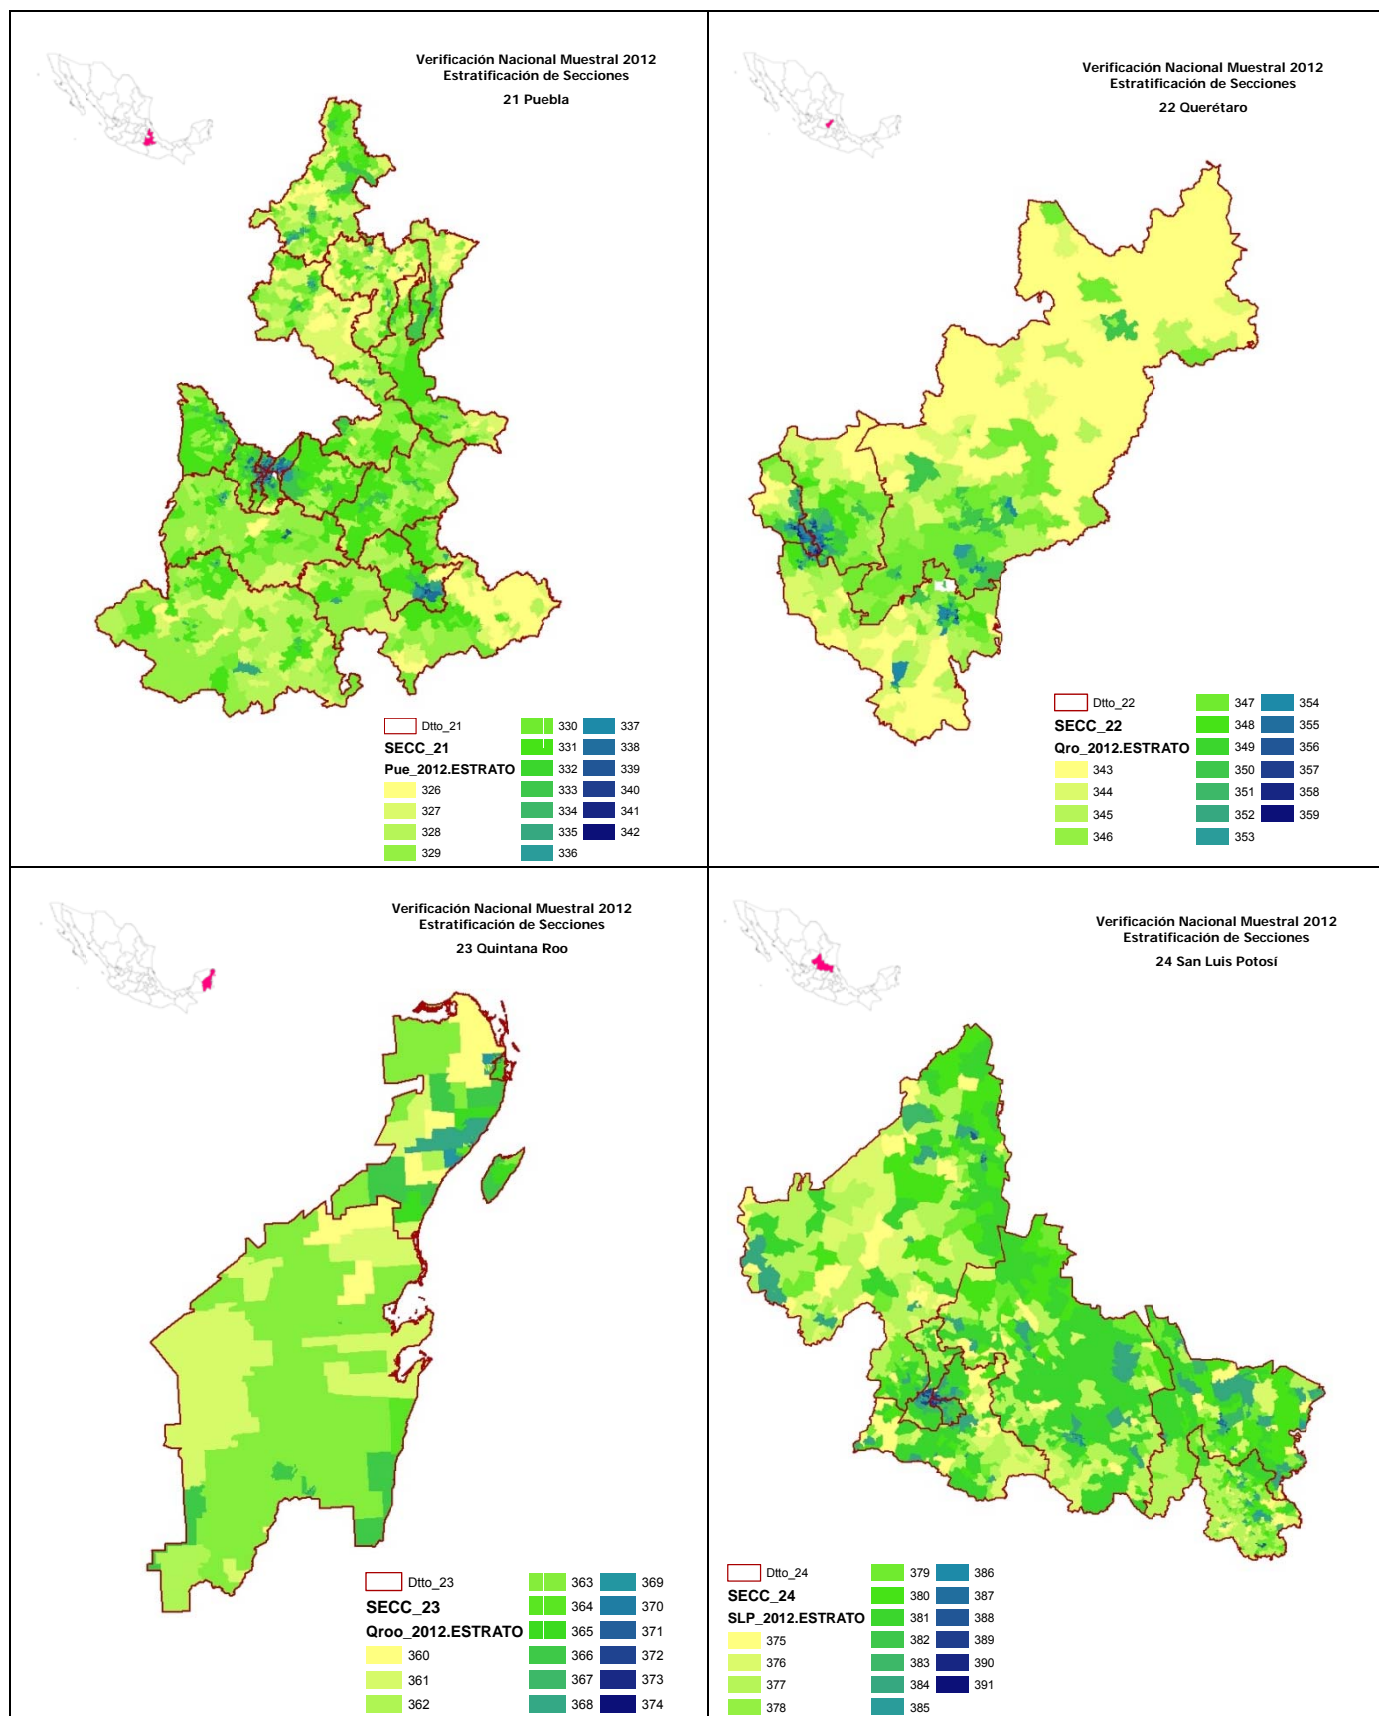 Verificación Nacional Muestral 2012
Estratificación de Secciones
21 Puebla
Dtto_21
SECC_21
Pue_2012.ESTRATO
326
327
328
329
330
331
332
333
334
335
336
337
338
339
340
341
342
Verificación Nacional Muestral 2012
Estratificación de Secciones
22 Querétaro
Dtto_22
SECC_22
Qro_2012.ESTRATO
343
344
345
346
347
348
349
350
351
352
353
354
355
356
357
358
359
Verificación Nacional Muestral 2012
Estratificación de Secciones
23 Quintana Roo
Dtto_23
SECC_23
Qroo_2012.ESTRATO
360
361
362
363
364
365
366
367
368
369
370
371
372
373
374
Verificación Nacional Muestral 2012
Estratificación de Secciones
24 San Luis Potosí
Dtto_24
SECC_24
SLP_2012.ESTRATO
375
376
377
378
379
380
381
382
383
384
385
386
387
388
389
390
391